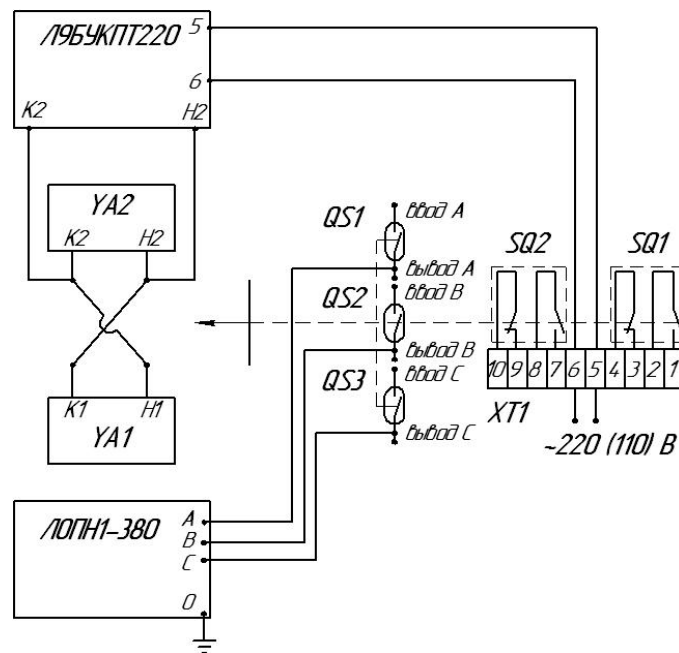 Л9БУКПТ220
5
6
К2
Н2
YA2
К2
Н2
К1
Н1
YA1
QS1
ввод А
вывод А
QS2
ввод В
вывод В
QS3
ввод С
вывод С
SQ2
SQ1
10 9 8 7 6 5 4 3 2 1
XT1
~220 (110) В
ЛОПН1-380
А
В
С
0